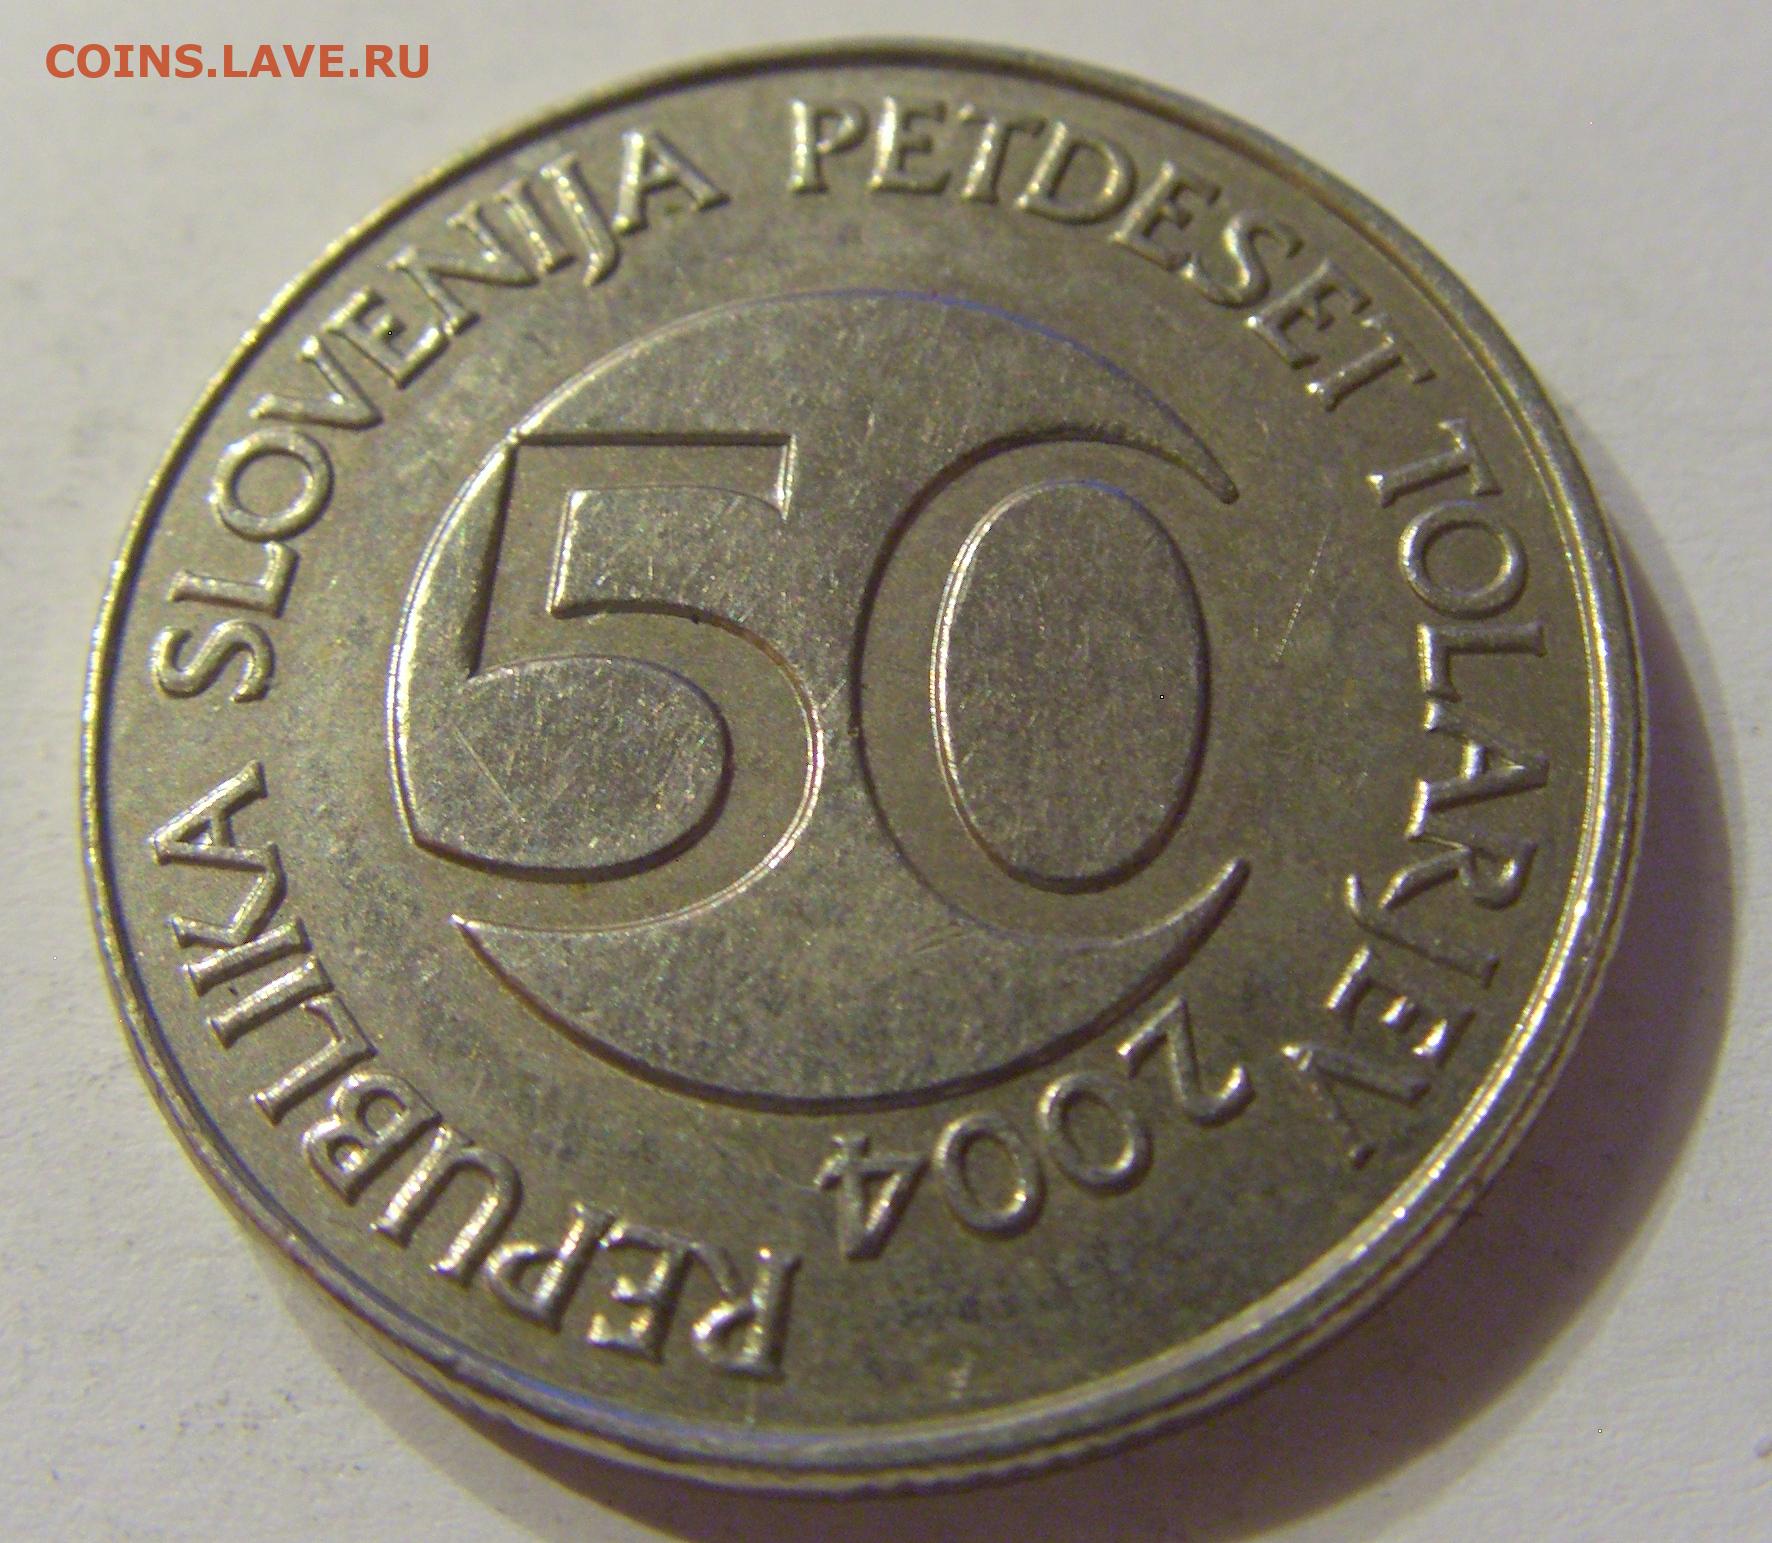 COINS.LAVE.RU
REPUBLIKA SLOVENIJA PETDESET TOLARJEV
2004
50